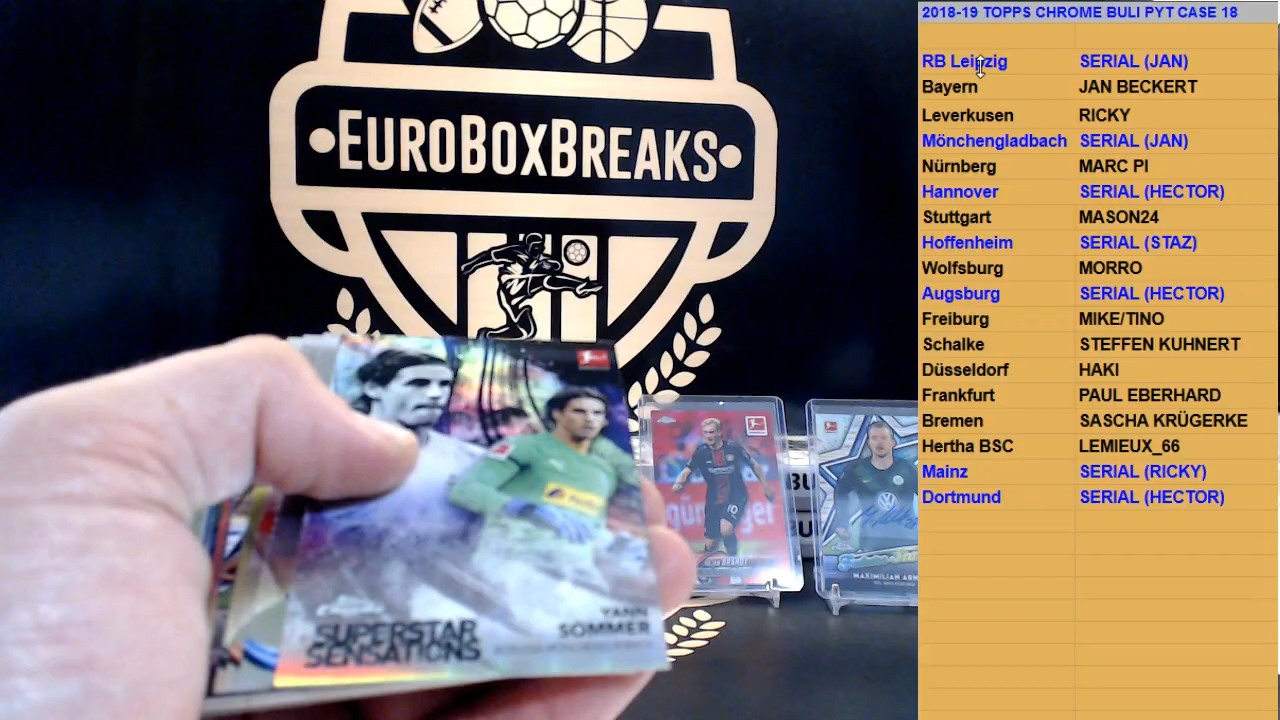 2018-19 TOPPS CHROME BULI PYT CASE 18
RB Leipzig SERIAL (JAN)
Bayern JAN BECKERT
Leverkusen RICKY
Mönchengladbach SERIAL (JAN)
Nürnberg MARC PI
Hannover SERIAL (HECTOR)
Stuttgart MASON24
Hoffenheim SERIAL (STAZ)
Wolfsburg MORRO
Augsburg SERIAL (HECTOR)
Freiburg MIKE/TINO
Schalke STEFFEN KUHNERT
Düsseldorf HAKI
Frankfurt PAUL EBERHARD
Bremen SASCHA KRÜGERKE
Hertha BSC LEMIEUX_66
Mainz SERIAL (RICKY)
Dortmund SERIAL (HECTOR)
•EUROBOXBREAKS•
YANN
SOMMER
SUPERSTAR
SENSATIONS
10
BRANDT
MAXIMILIAN